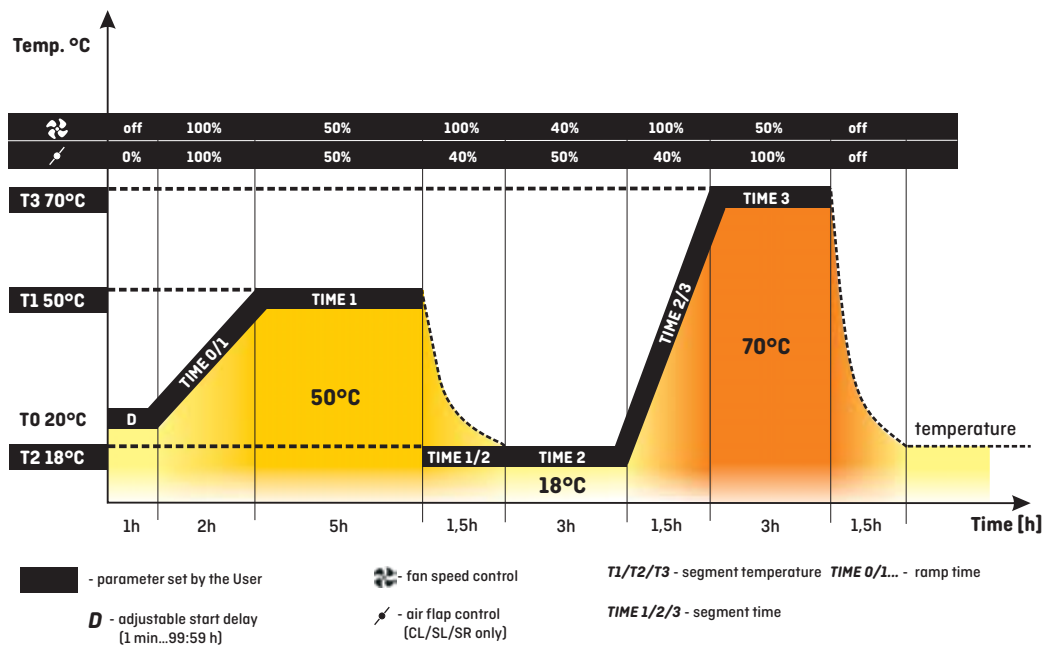 Temp. °C
off 100% 50% 100% 40% 100% 50% off
0% 100% 50% 40% 50% 40% 100% off
T3 70°C
TIME 3
T1 50°C
TIME 1
TIME 2/3
70°C
TIME 0/1
50°C
T0 20°C
D
temperature
T2 18°C
TIME 1/2
TIME 2
18°C
1h 2h 5h 1,5h 3h 1,5h 3h 1,5h
Time [h]
- parameter set by the User
- fan speed control
T1/T2/T3 - segment temperature
TIME 0/1... - ramp time
D - adjustable start delay
(1 min...99:59 h)
- air flap control
(CL/SL/SR only)
TIME 1/2/3 - segment time